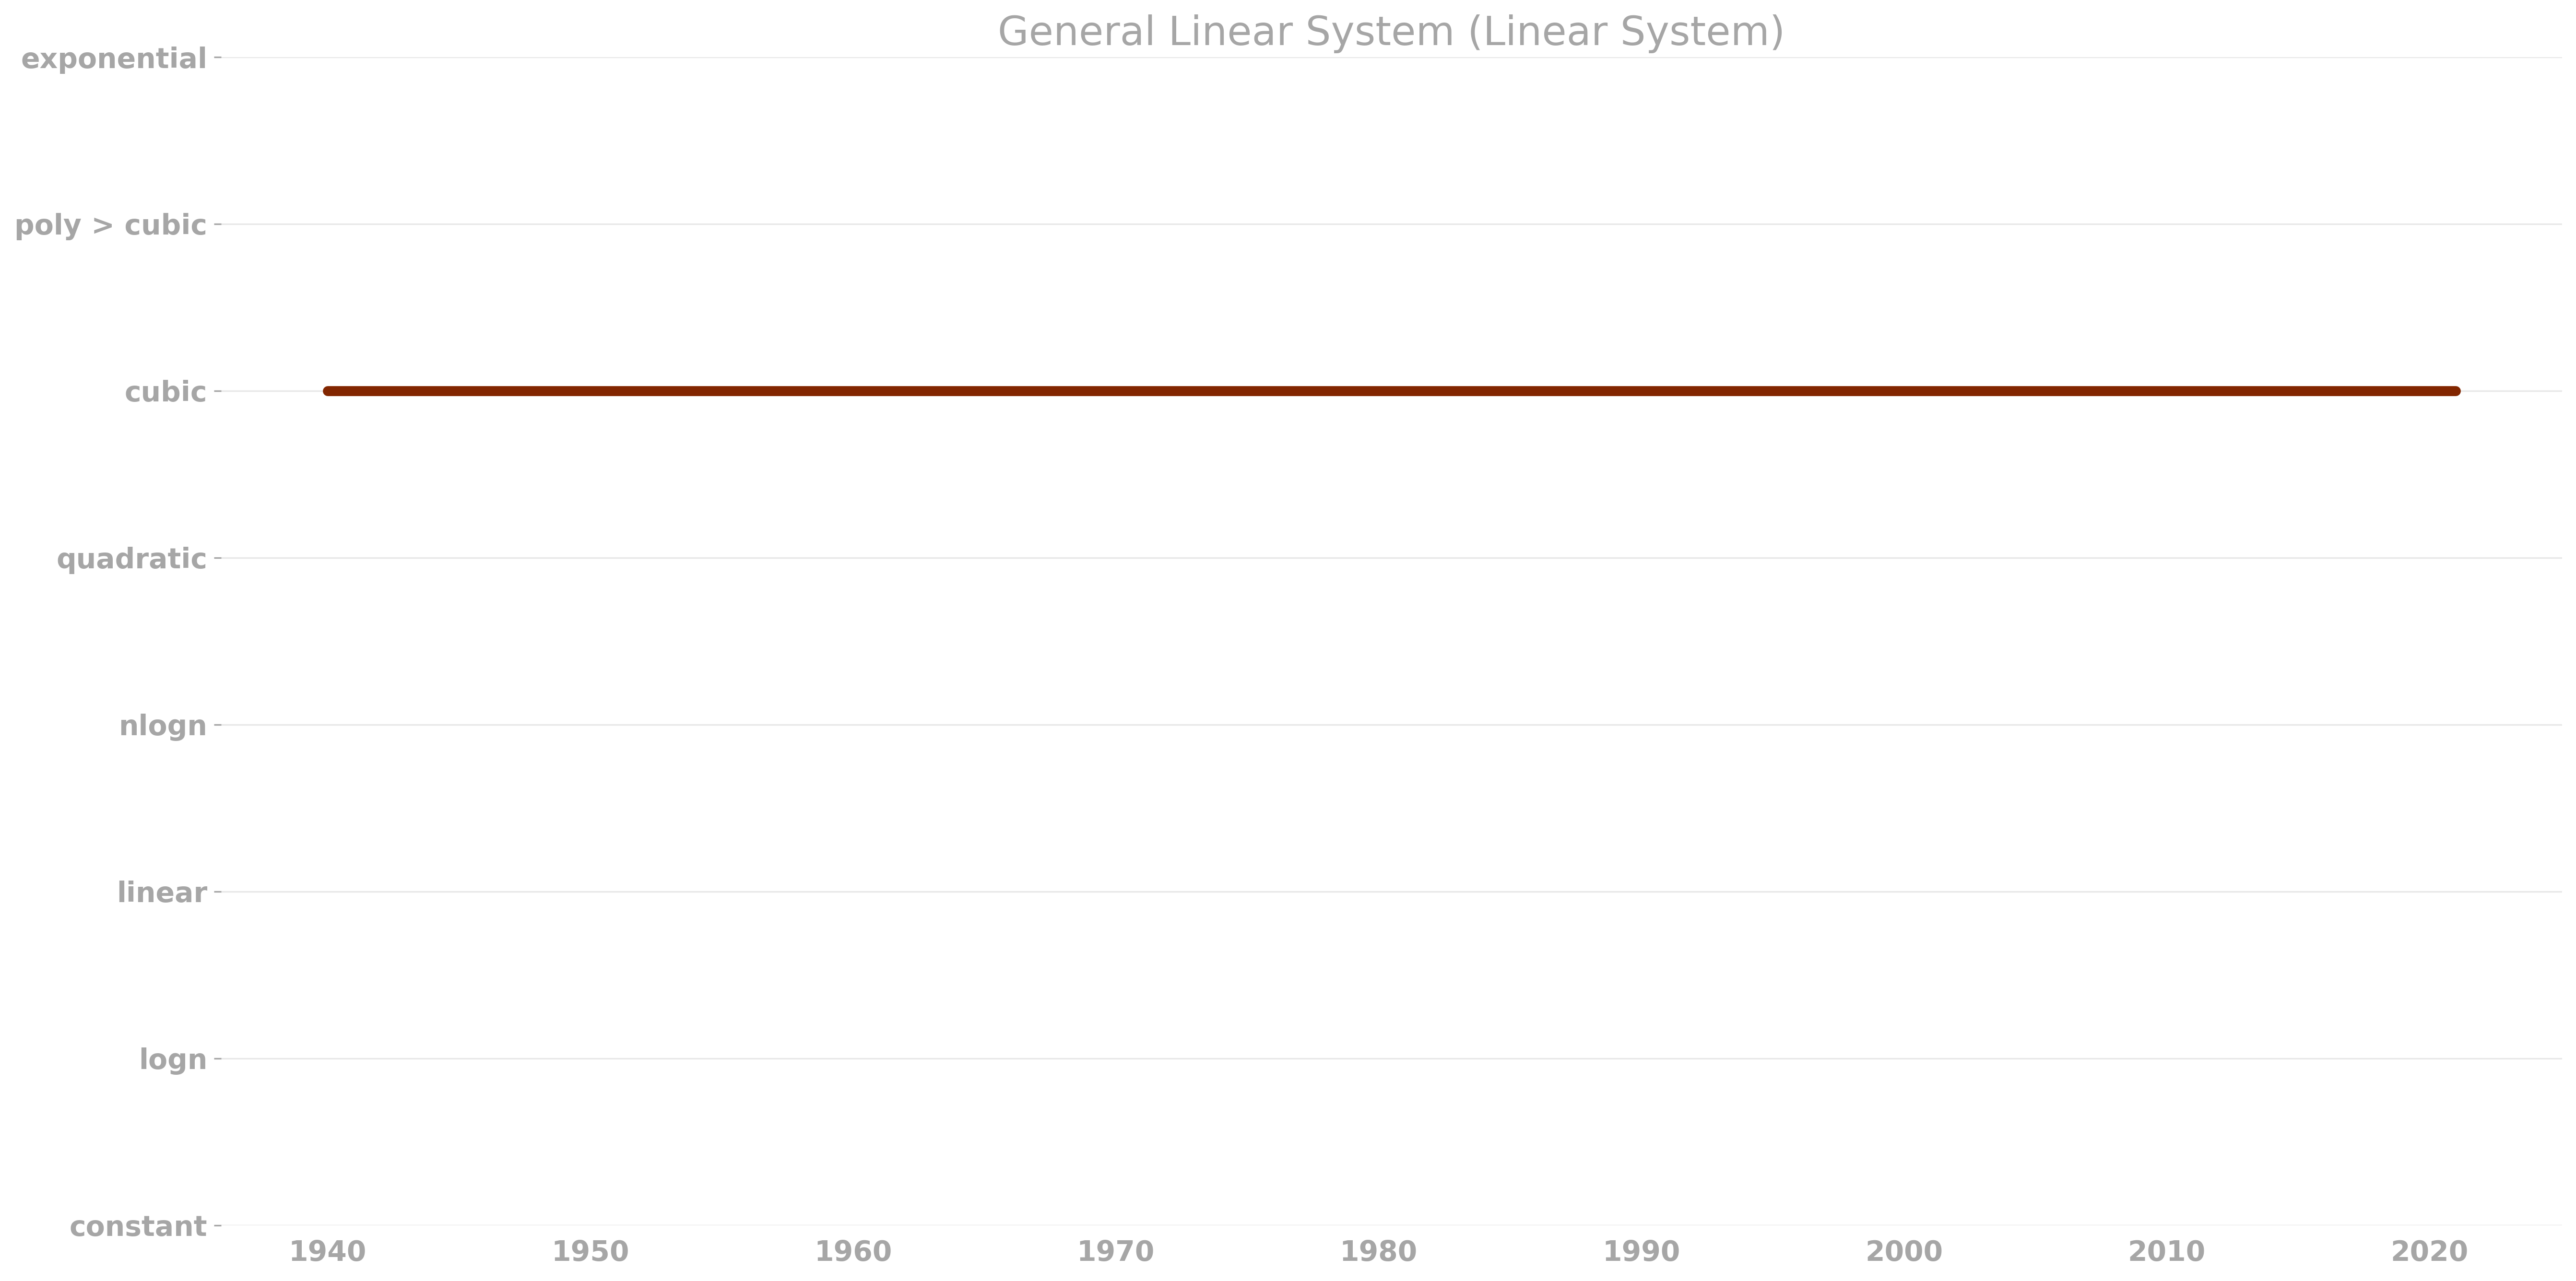 General Linear System (Linear System)
exponential
poly > cubic
cubic
quadratic
nlogn
linear
logn
constant
1940 1950 1960 1970 1980 1990 2000 2010 2020